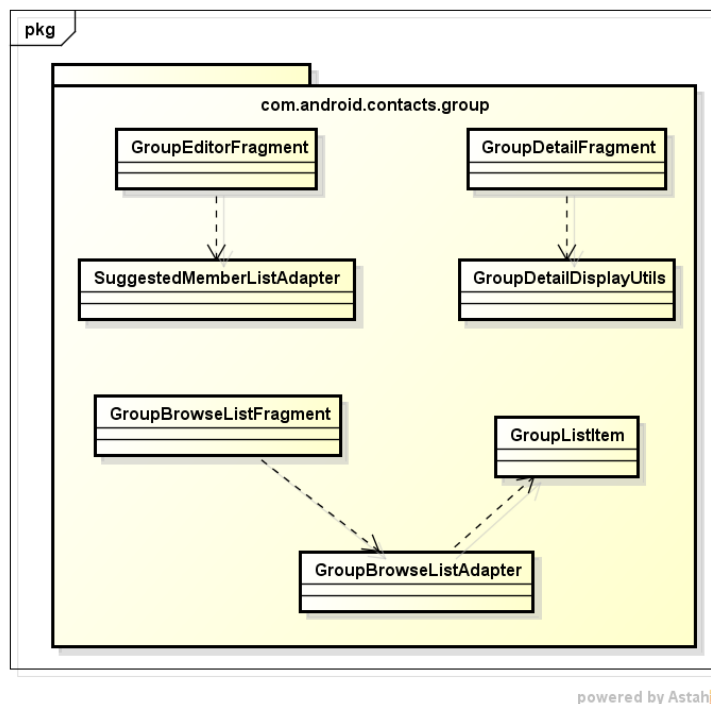 pkg
com.android.contacts.group
GroupEditorFragment
GroupDetailFragment
SuggestedMemberListAdapter
GroupDetailDisplayUtils
GroupBrowseListFragment
GroupListItem
GroupBrowseListAdapter
powered by Astah